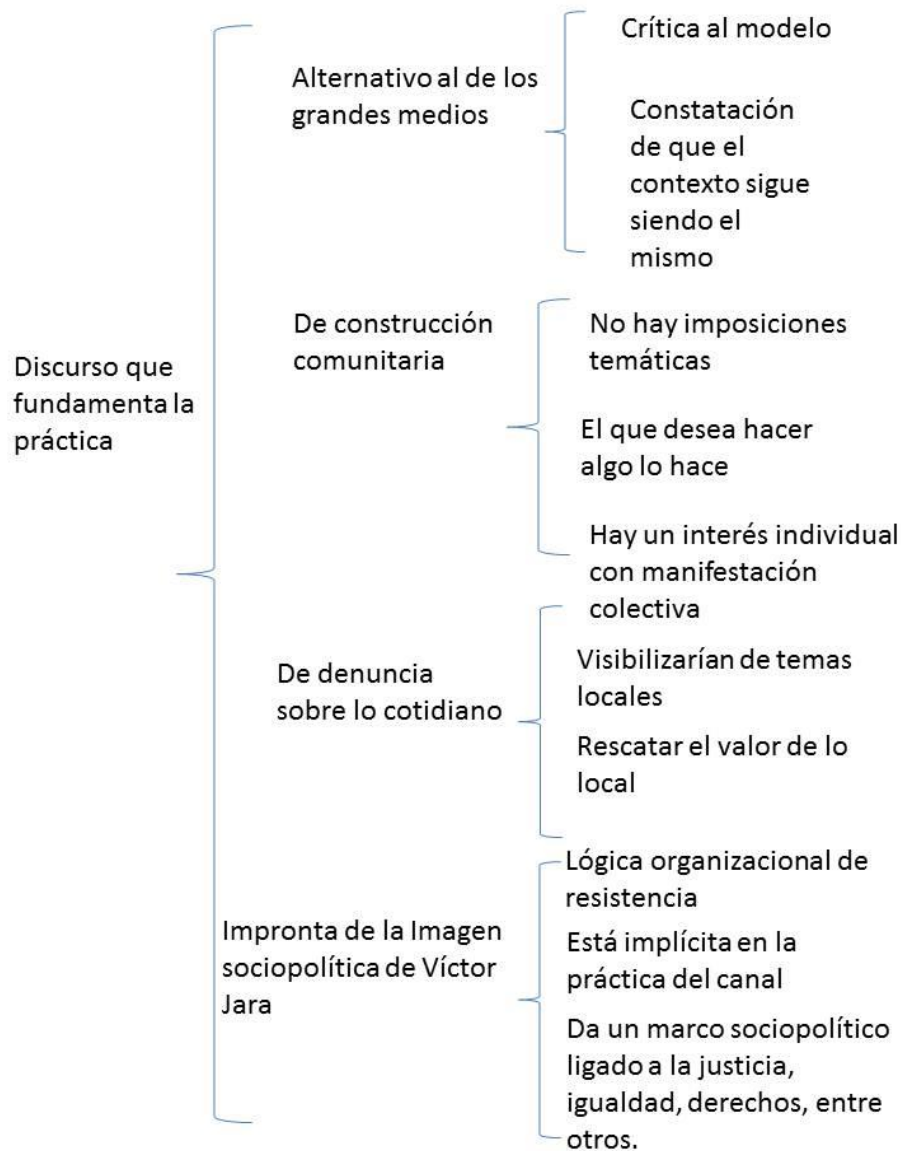 Discurso que
fundamenta la
práctica
Alternativo al de los
grandes medios
Crítica al modelo
Constatación
de que el
contexto sigue
siendo el
mismo
De construcción
comunitaria
No hay imposiciones
temáticas
El que desea hacer
algo lo hace
Hay un interés individual
con manifestación
colectiva
De denuncia
sobre lo cotidiano
Visibilizarían de temas
locales
Rescatar el valor de lo
local
Impronta de la Imagen
sociopolítica de Víctor
Jara
Lógica organizacional de
resistencia
Está implícita en la
práctica del canal
Da un marco sociopolítico
ligado a la justicia,
igualdad, derechos, entre
otros.